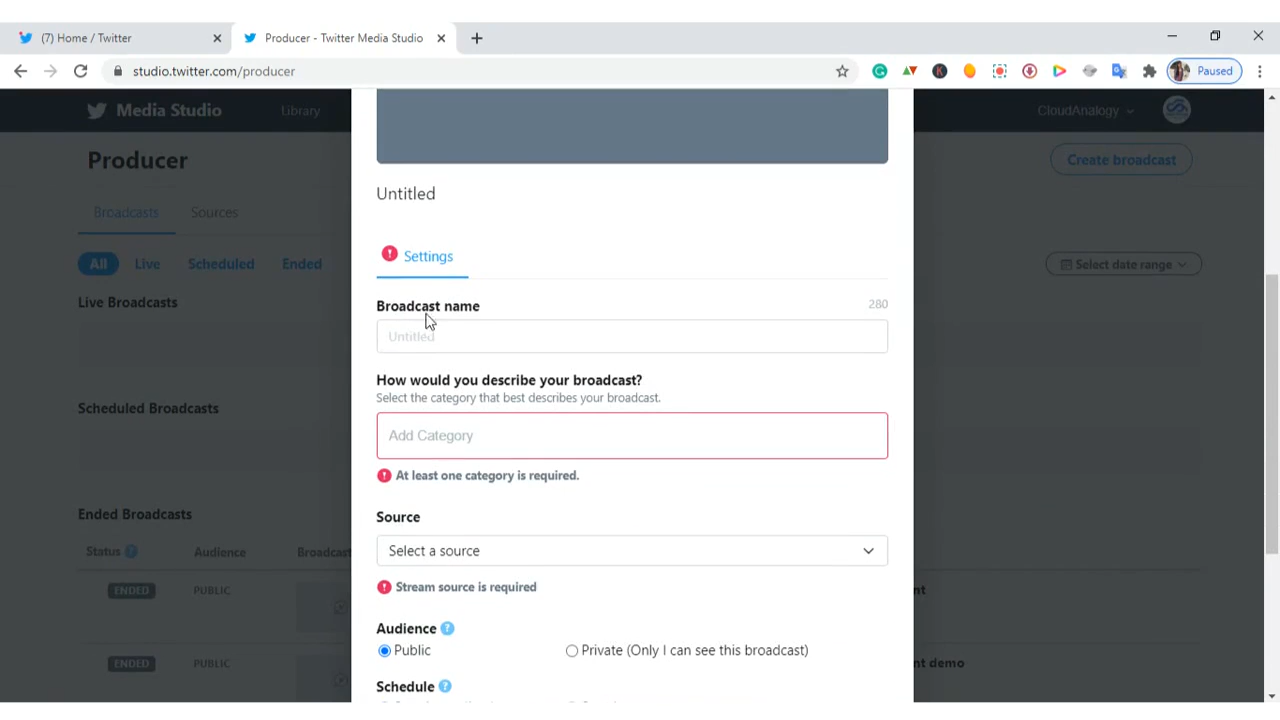 (7) Home / Twitter
Producer - Twitter Media Studio
studio.twitter.com/producer
Paused
Media Studio
Library
CloudAnalogy
Producer
Create broadcast
Broadcasts
Sources
All
Live
Scheduled
Ended
Select date range
Live Broadcasts
Scheduled Broadcasts
Ended Broadcasts
Status
Audience
Broadcast
ENDED
PUBLIC
nt
ENDED
PUBLIC
nt demo
Untitled
Settings
Broadcast name
280
Untitled
How would you describe your broadcast?
Select the category that best describes your broadcast.
Add Category
At least one category is required.
Source
Select a source
Stream source is required
Audience
Public
Private (Only I can see this broadcast)
Schedule